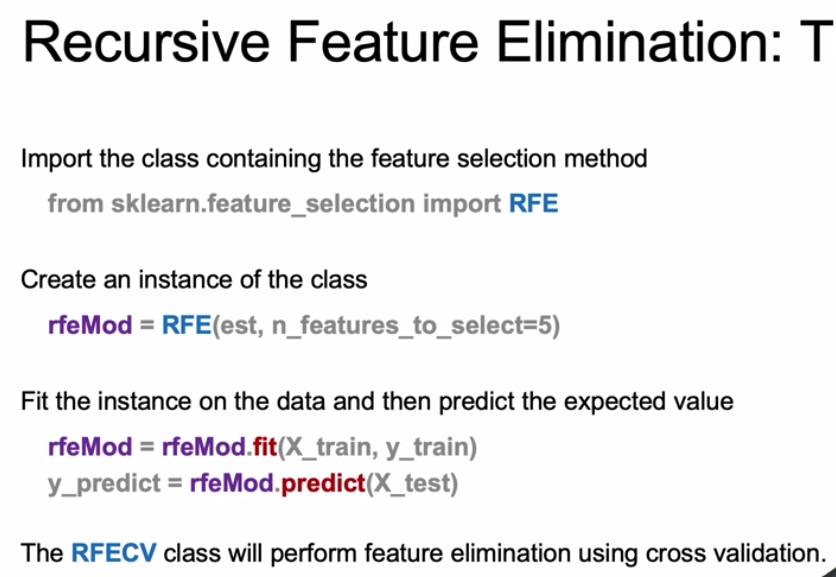 Recursive Feature Elimination: T
Import the class containing the feature selection method
from sklearn.feature_selection import RFE
Create an instance of the class
rfeMod = RFE(est, n_features_to_select=5)
Fit the instance on the data and then predict the expected value
rfeMod = rfeMod.fit(X_train, y_train)
y_predict = rfeMod.predict(X_test)
The RFECV class will perform feature elimination using cross validation.